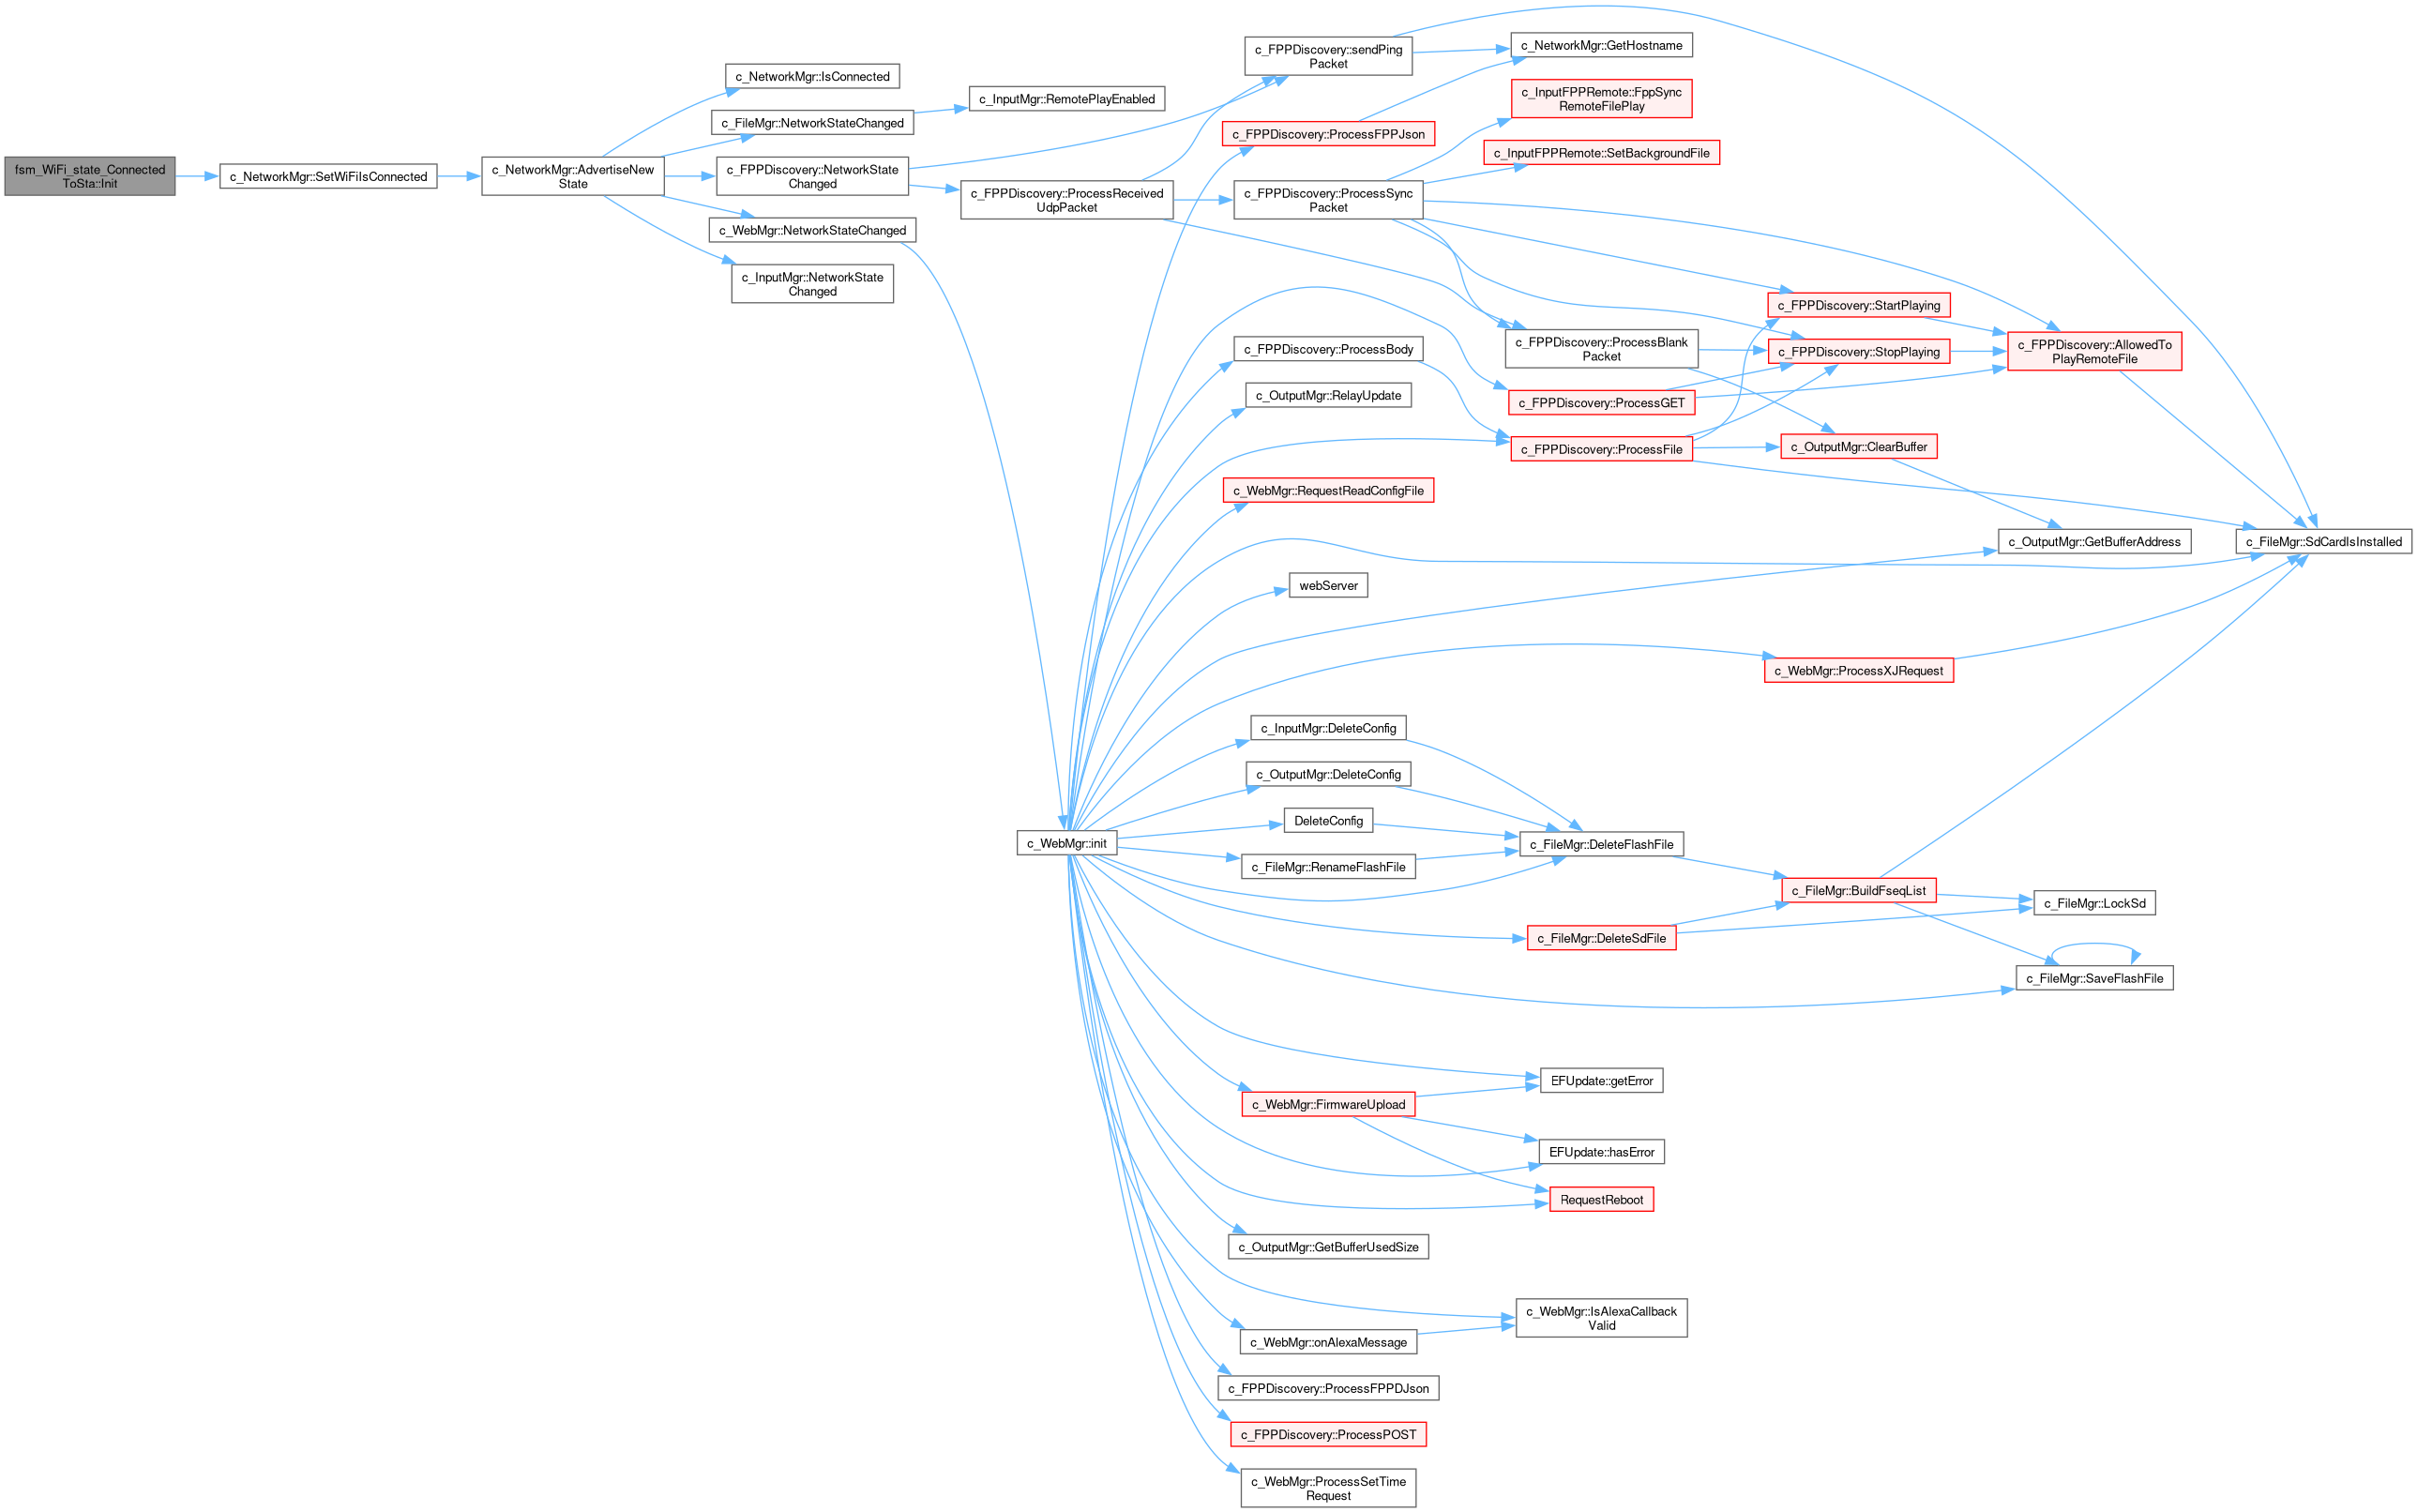 fsm_WiFi_state_Connected
ToSta::Init
c_NetworkMgr::SetWiFiIsConnected
c_NetworkMgr::AdvertiseNew
State
c_NetworkMgr::IsConnected
c_FileMgr::NetworkStateChanged
c_FPPDiscovery::NetworkState
Changed
c_WebMgr::NetworkStateChanged
c_InputMgr::NetworkState
Changed
c_InputMgr::RemotePlayEnabled
c_FPPDiscovery::ProcessReceived
UdpPacket
c_WebMgr::init
c_FPPDiscovery::sendPing
Packet
c_FPPDiscovery::ProcessFPPJson
c_FPPDiscovery::ProcessSync
Packet
c_FPPDiscovery::ProcessBody
c_OutputMgr::RelayUpdate
c_WebMgr::RequestReadConfigFile
webServer
c_InputMgr::DeleteConfig
c_OutputMgr::DeleteConfig
DeleteConfig
c_FileMgr::RenameFlashFile
c_WebMgr::FirmwareUpload
c_OutputMgr::GetBufferUsedSize
c_WebMgr::onAlexaMessage
c_FPPDiscovery::ProcessFPPDJson
c_FPPDiscovery::ProcessPOST
c_WebMgr::ProcessSetTime
Request
c_NetworkMgr::GetHostname
c_InputFPPRemote::FppSync
RemoteFilePlay
c_InputFPPRemote::SetBackgroundFile
c_FPPDiscovery::ProcessBlank
Packet
c_FPPDiscovery::ProcessGET
c_FPPDiscovery::ProcessFile
c_FileMgr::DeleteFlashFile
c_FileMgr::DeleteSdFile
EFUpdate::getError
EFUpdate::hasError
RequestReboot
c_WebMgr::IsAlexaCallback
Valid
c_FPPDiscovery::StartPlaying
c_FPPDiscovery::StopPlaying
c_OutputMgr::ClearBuffer
c_WebMgr::ProcessXJRequest
c_FileMgr::BuildFseqList
c_FPPDiscovery::AllowedTo
PlayRemoteFile
c_OutputMgr::GetBufferAddress
c_FileMgr::LockSd
c_FileMgr::SaveFlashFile
c_FileMgr::SdCardIsInstalled